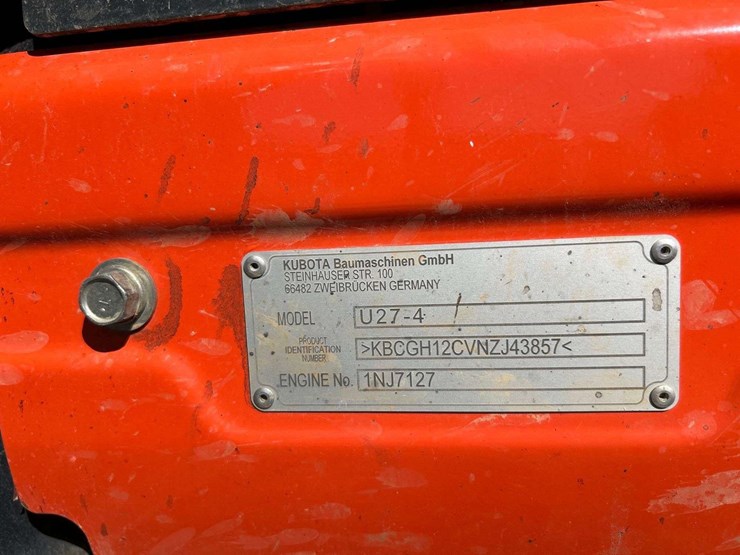 KUBOTA Baumaschinen GmbH
STEINHAUSER STR. 100
66482 ZWEIBRÜCKEN GERMANY
MODEL U27-4
PRODUCT IDENTIFICATION NUMBER >KBCGH12CVNZJ43857<
ENGINE No. 1NJ7127